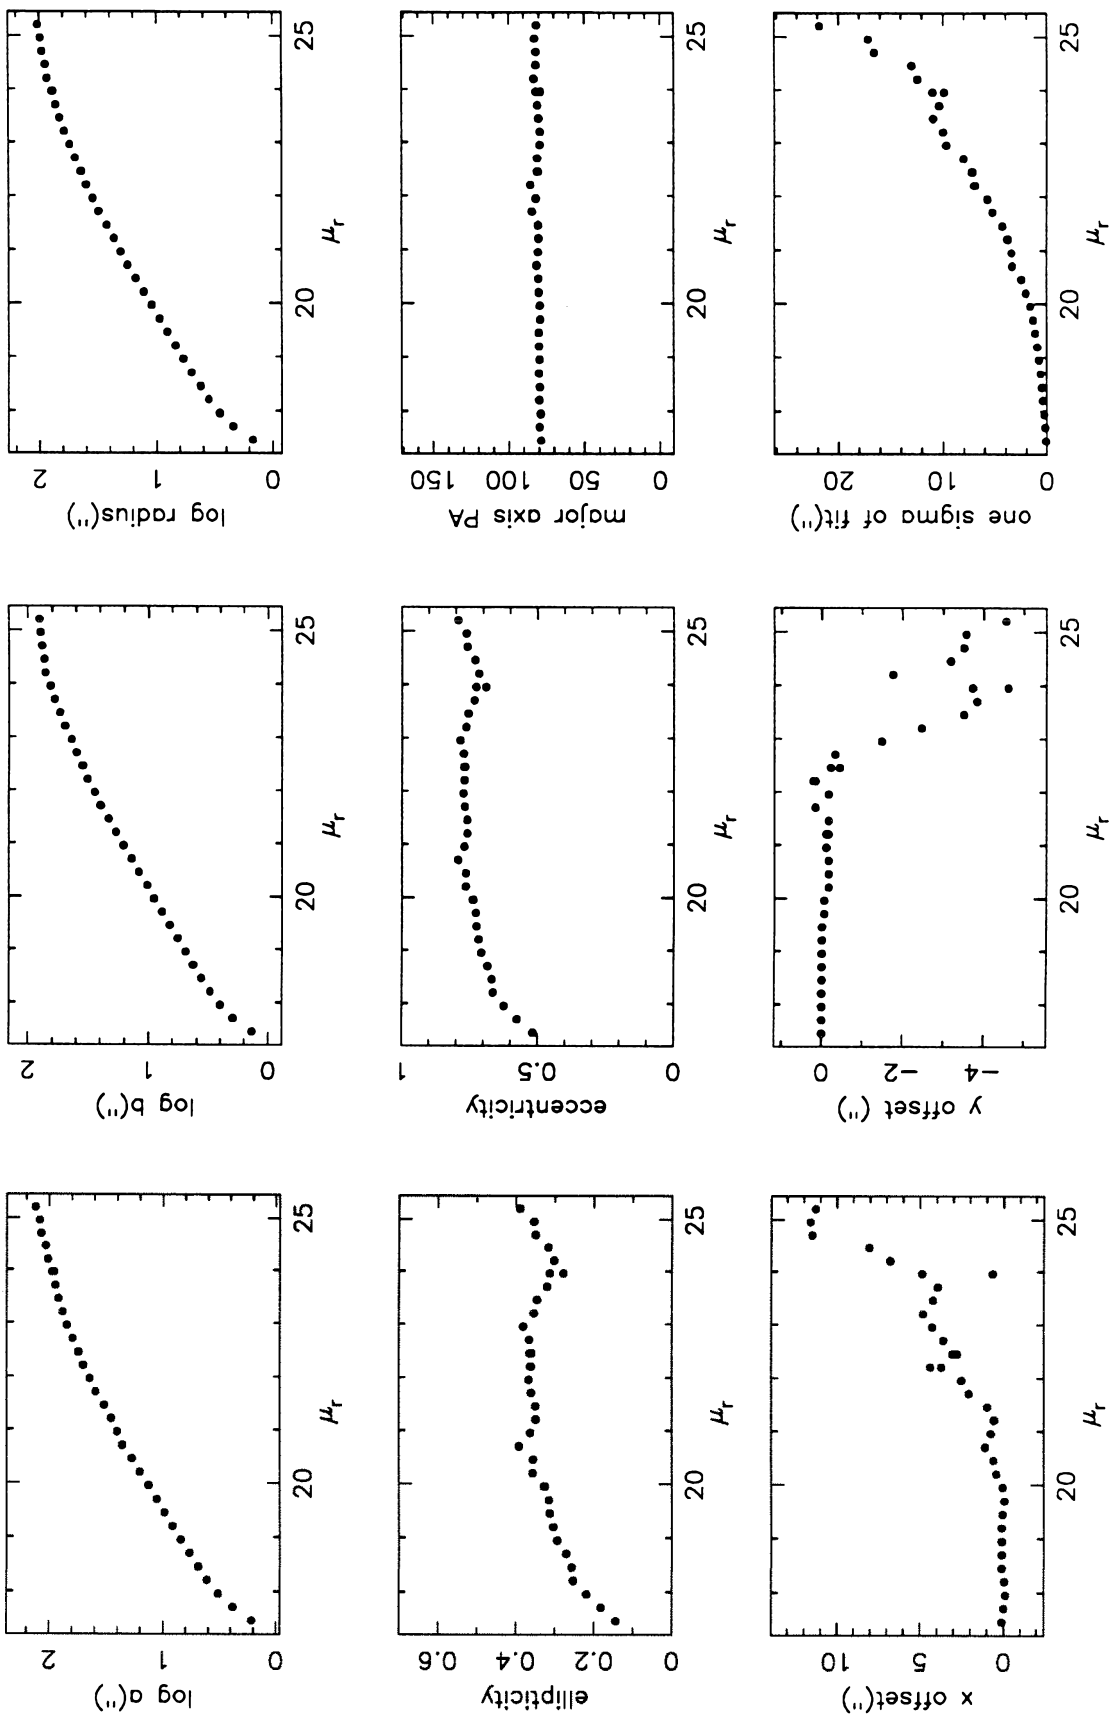 log a(")
2
1
0
20
25
μr
log b(")
2
1
0
20
25
μr
log radius(")
2
1
0
20
25
μr
ellipticity
0.6
0.4
0.2
0
20
25
μr
eccentricity
1
0.5
0
20
25
μr
major axis PA
150
100
50
0
20
25
μr
x offset(")
10
5
0
20
25
μr
y offset (")
0
−2
−4
20
25
μr
one sigma of fit(")
20
10
0
20
25
μr